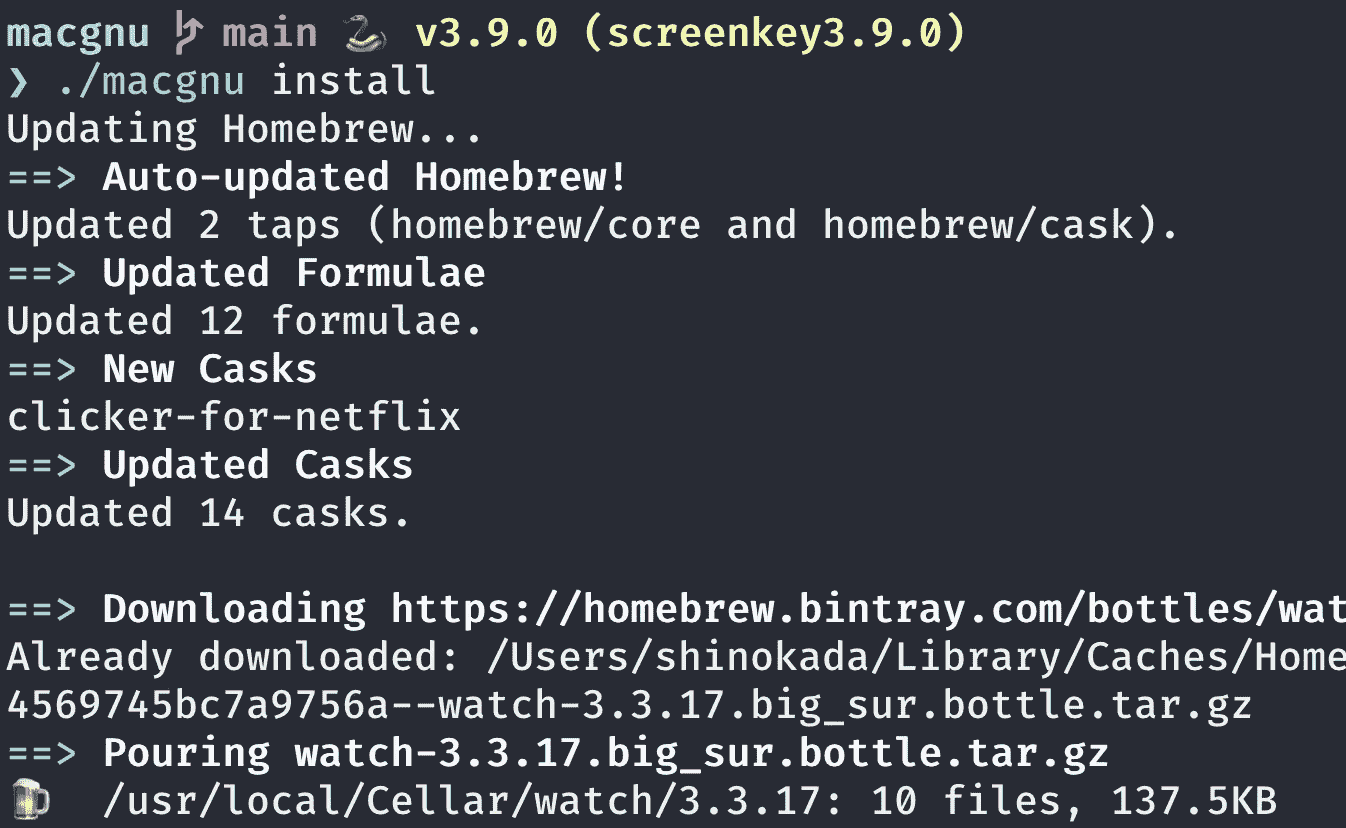 macgnu main 🐍 v3.9.0 (screenkey3.9.0)
❯ ./macgnu install
Updating Homebrew...
==> Auto-updated Homebrew!
Updated 2 taps (homebrew/core and homebrew/cask).
==> Updated Formulae
Updated 12 formulae.
==> New Casks
clicker-for-netflix
==> Updated Casks
Updated 14 casks.
==> Downloading https://homebrew.bintray.com/bottles/wat
Already downloaded: /Users/shinokada/Library/Caches/Home
4569745bc7a9756a--watch-3.3.17.big_sur.bottle.tar.gz
==> Pouring watch-3.3.17.big_sur.bottle.tar.gz
🍺 /usr/local/Cellar/watch/3.3.17: 10 files, 137.5KB